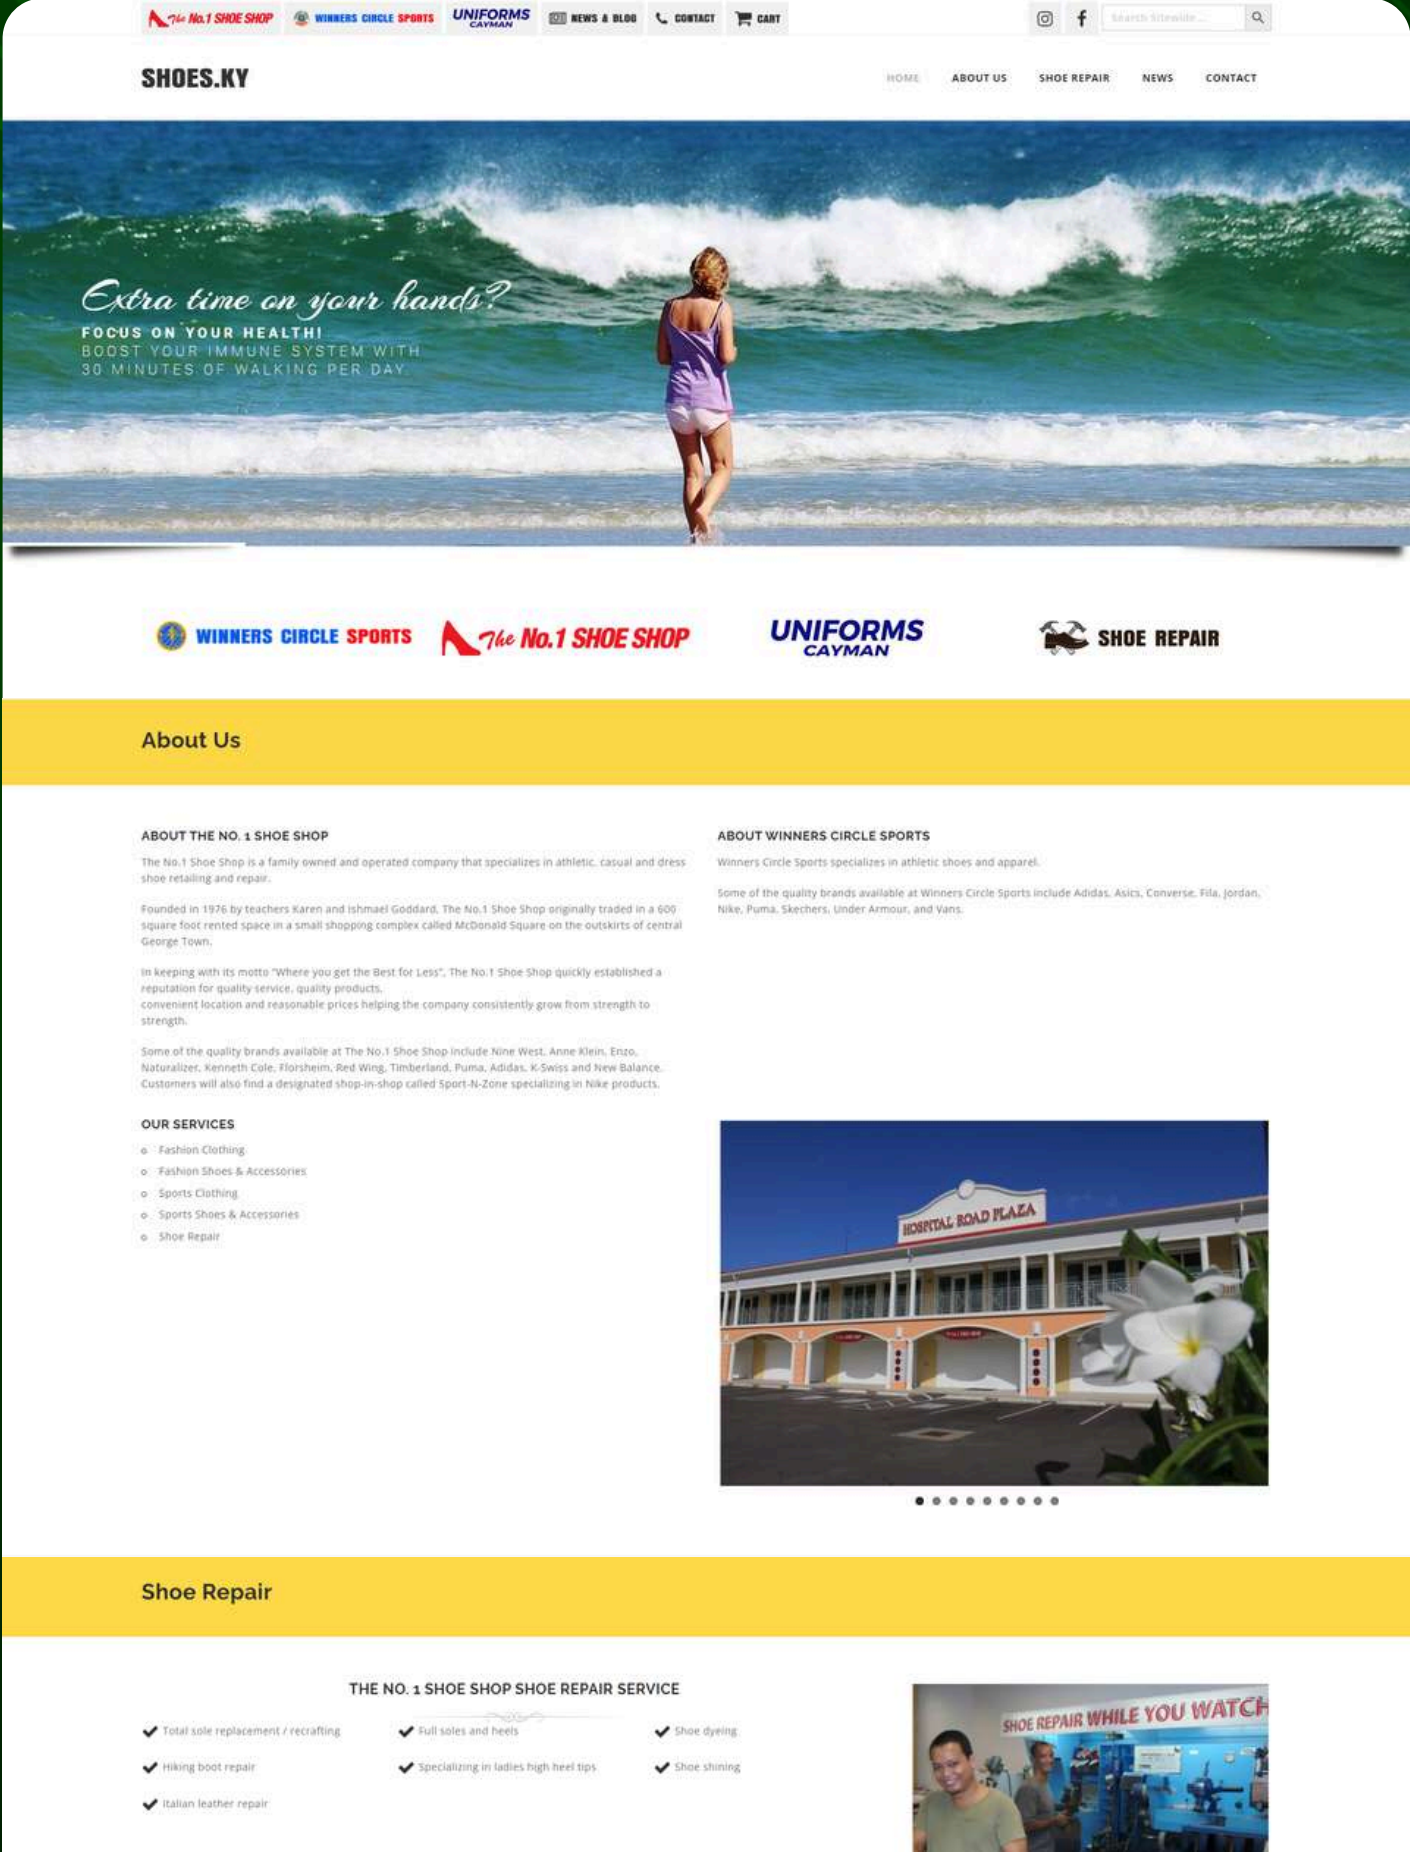 The No.1 SHOE SHOP
WINNERS CIRCLE SPORTS
UNIFORMS
CAYMAN
NEWS & BLOG
CONTACT
CART
Search Sitewide ...
SHOES.KY
HOME
ABOUT US
SHOE REPAIR
NEWS
CONTACT
Extra time on your hands?
FOCUS ON YOUR HEALTH!
BOOST YOUR IMMUNE SYSTEM WITH
30 MINUTES OF WALKING PER DAY.
WINNERS CIRCLE SPORTS
The No.1 SHOE SHOP
UNIFORMS
CAYMAN
SHOE REPAIR
About Us
ABOUT THE NO. 1 SHOE SHOP
The No.1 Shoe Shop is a family owned and operated company that specializes in athletic, casual and dress
shoe retailing and repair.
Founded in 1976 by teachers Karen and Ishmael Goddard, The No.1 Shoe Shop originally traded in a 600
square foot rented space in a small shopping complex called McDonald Square on the outskirts of central
George Town.
In keeping with its motto "Where you get the Best for Less", The No.1 Shoe Shop quickly established a
reputation for quality service, quality products,
convenient location and reasonable prices helping the company consistently grow from strength to
strength.
Some of the quality brands available at The No.1 Shoe Shop include Nine West, Anne Klein, Enzo,
Naturalizer, Kenneth Cole, Florsheim, Red Wing, Timberland, Puma, Adidas, K-Swiss and New Balance.
Customers will also find a designated shop-in-shop called Sport-N-Zone specializing in Nike products.
ABOUT WINNERS CIRCLE SPORTS
Winners Circle Sports specializes in athletic shoes and apparel.
Some of the quality brands available at Winners Circle Sports include Adidas, Asics, Converse, Fila, Jordan,
Nike, Puma, Skechers, Under Armour, and Vans.
OUR SERVICES
Fashion Clothing
Fashion Shoes & Accessories
Sports Clothing
Sports Shoes & Accessories
Shoe Repair
HOSPITAL ROAD PLAZA
Shoe Repair
THE NO. 1 SHOE SHOP SHOE REPAIR SERVICE
Total sole replacement / recrafting
Full soles and heels
Shoe dyeing
Hiking boot repair
Specializing in ladies high heel tips
Shoe shining
Italian leather repair
SHOE REPAIR WHILE YOU WATCH